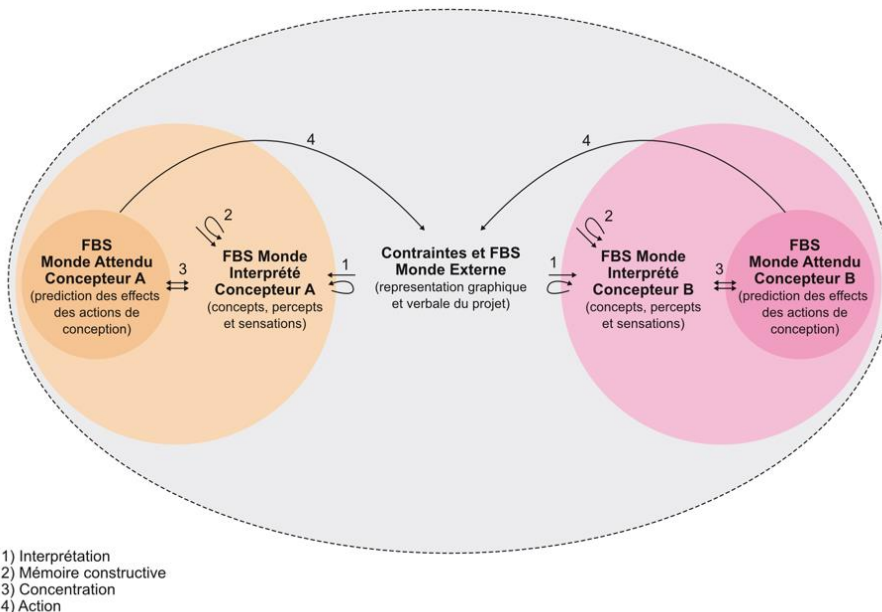 4
4
2
2
FBS
Monde Attendu
Concepteur A
(prediction des effects
des actions de
conception)
3
FBS Monde
Interprété
Concepteur A
(concepts, percepts
et sensations)
1
Contraintes et FBS
Monde Externe
(representation graphique
et verbale du projet)
1
FBS Monde
Interprété
Concepteur B
(concepts, percepts
et sensations)
3
FBS
Monde Attendu
Concepteur B
(prediction des effects
des actions de
conception)
1) Interprétation
2) Mémoire constructive
3) Concentration
4) Action